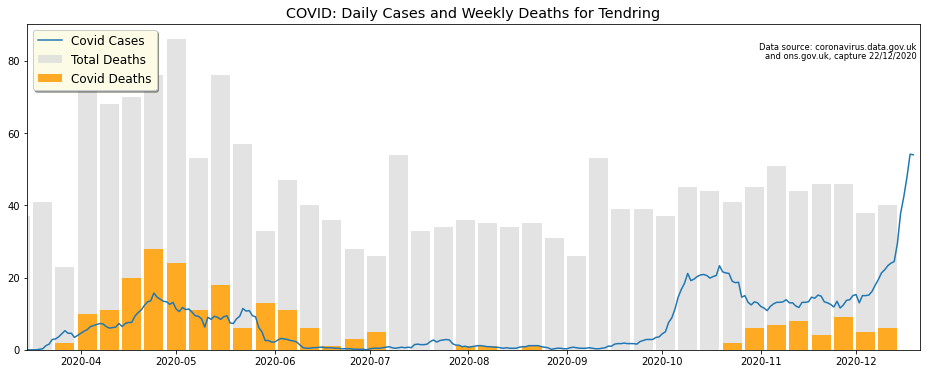 COVID: Daily Cases and Weekly Deaths for Tendring
Covid Cases
Total Deaths
Covid Deaths
Data source: coronavirus.data.gov.uk
and ons.gov.uk, capture 22/12/2020
80
60
40
20
0
2020-04 2020-05 2020-06 2020-07 2020-08 2020-09 2020-10 2020-11 2020-12